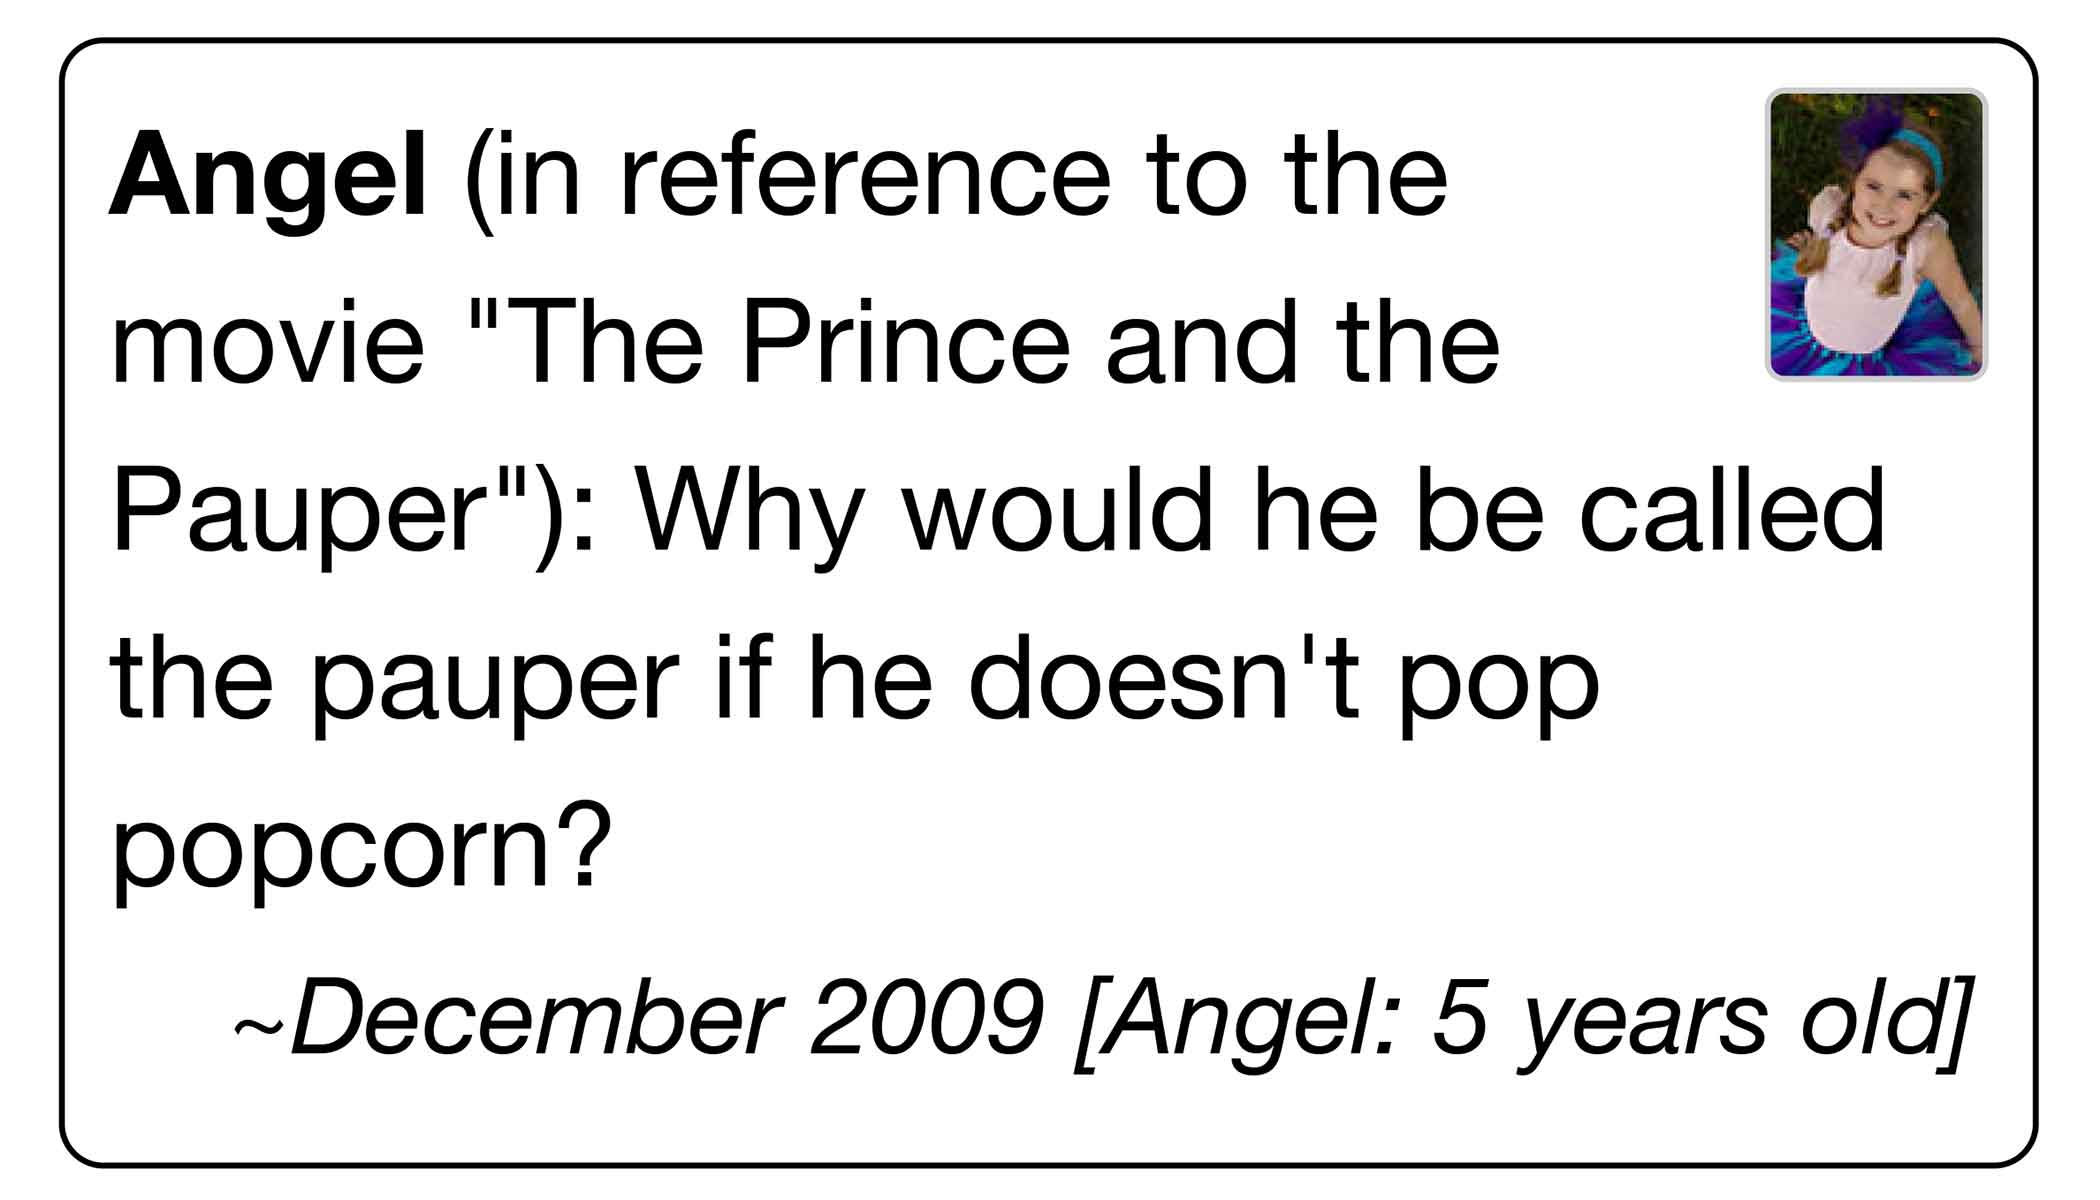 Angel (in reference to the
movie "The Prince and the
Pauper"): Why would he be called
the pauper if he doesn't pop
popcorn?
~December 2009 [Angel: 5 years old]